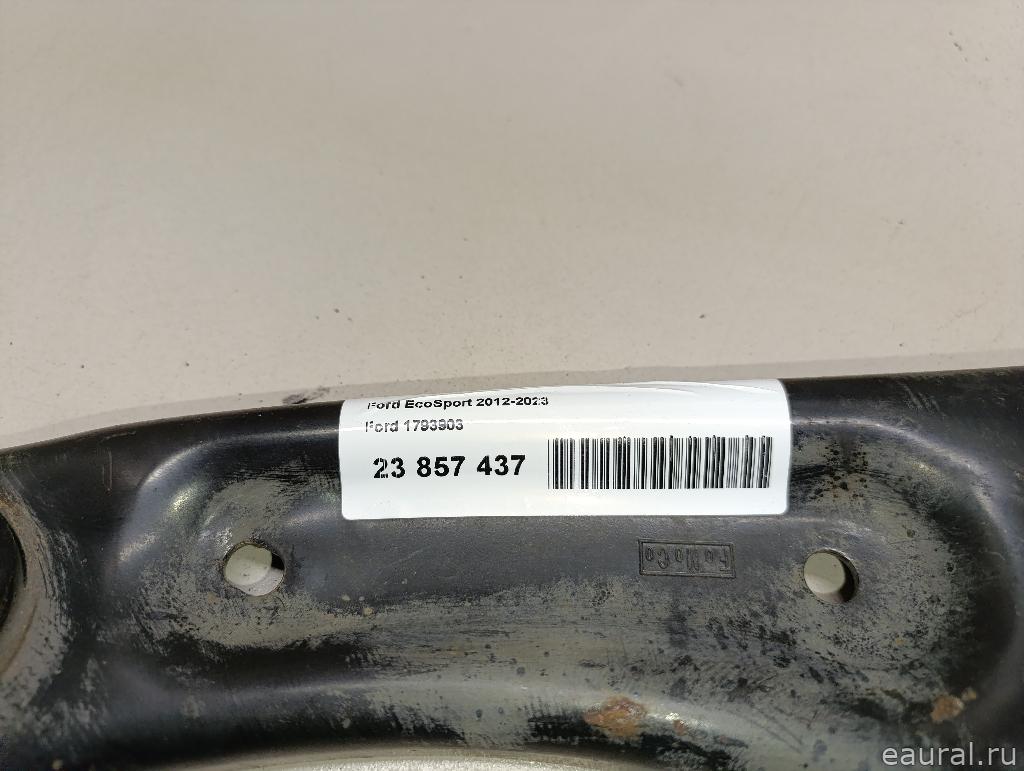 Ford EcoSport 2012-2023
Ford 1793903
23 857 437
FoMoCo
eaural.ru